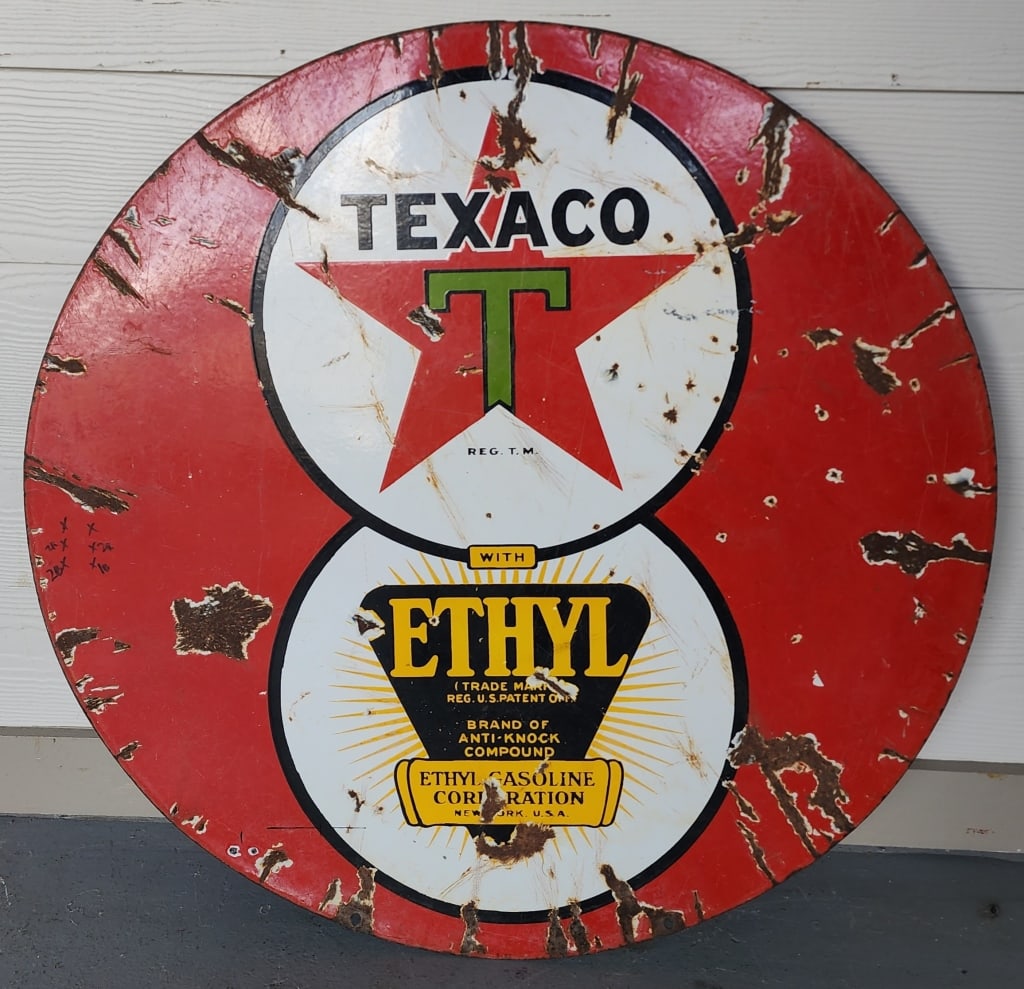 TEXACO
T
REG. T. M.
WITH
ETHYL
(TRADE MARK
REG. U.S. PATENT OFF.
BRAND OF
ANTI-KNOCK
COMPOUND
ETHYL GASOLINE
CORPORATION
NEW YORK. U.S.A.